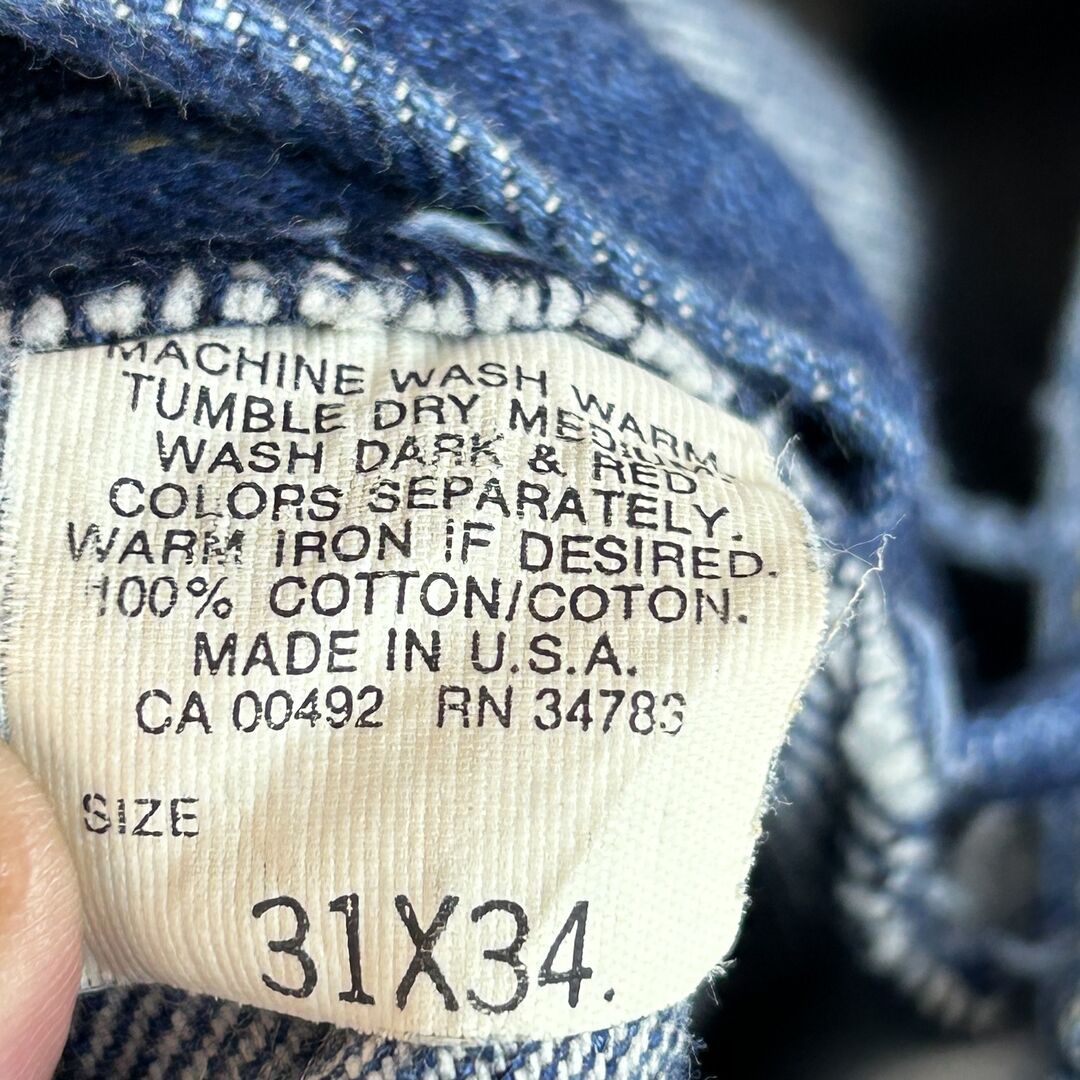 MACHINE WASH WARM
TUMBLE DRY MEDIUM
WASH DARK & RED
COLORS SEPARATELY.
WARM IRON IF DESIRED.
100% COTTON/COTON.
MADE IN U.S.A.
CA 00492 RN 34783
SIZE
31X34.